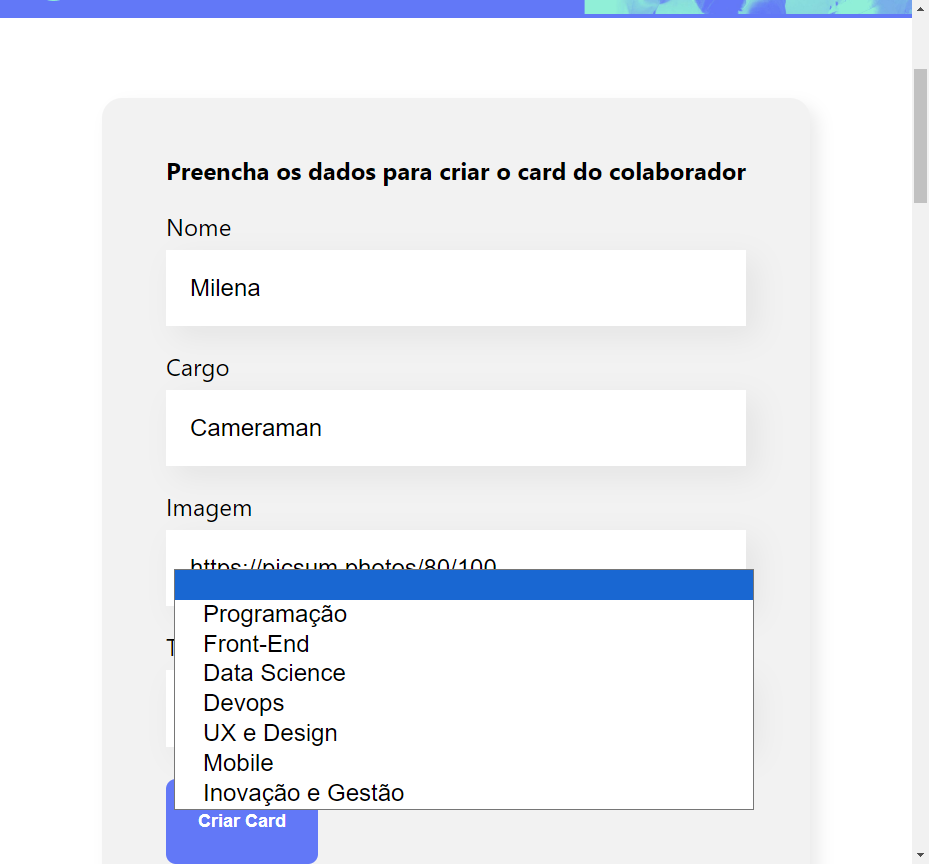 Preencha os dados para criar o card do colaborador
Nome
Milena
Cargo
Cameraman
Imagem
https://picsum.photos/80/100
Programação
Front-End
Data Science
Devops
UX e Design
Mobile
Inovação e Gestão
Criar Card